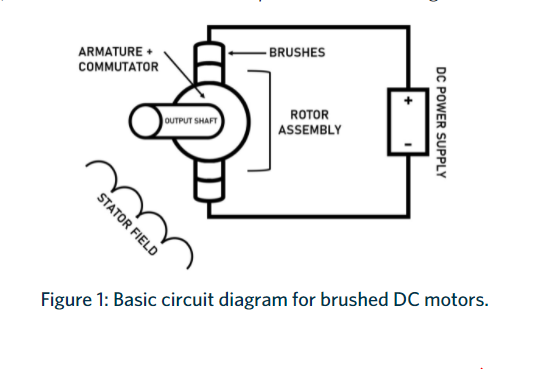 ARMATURE +
COMMUTATOR
BRUSHES
OUTPUT SHAFT
ROTOR
ASSEMBLY
+
-
DC POWER SUPPLY
STATOR FIELD
Figure 1: Basic circuit diagram for brushed DC motors.